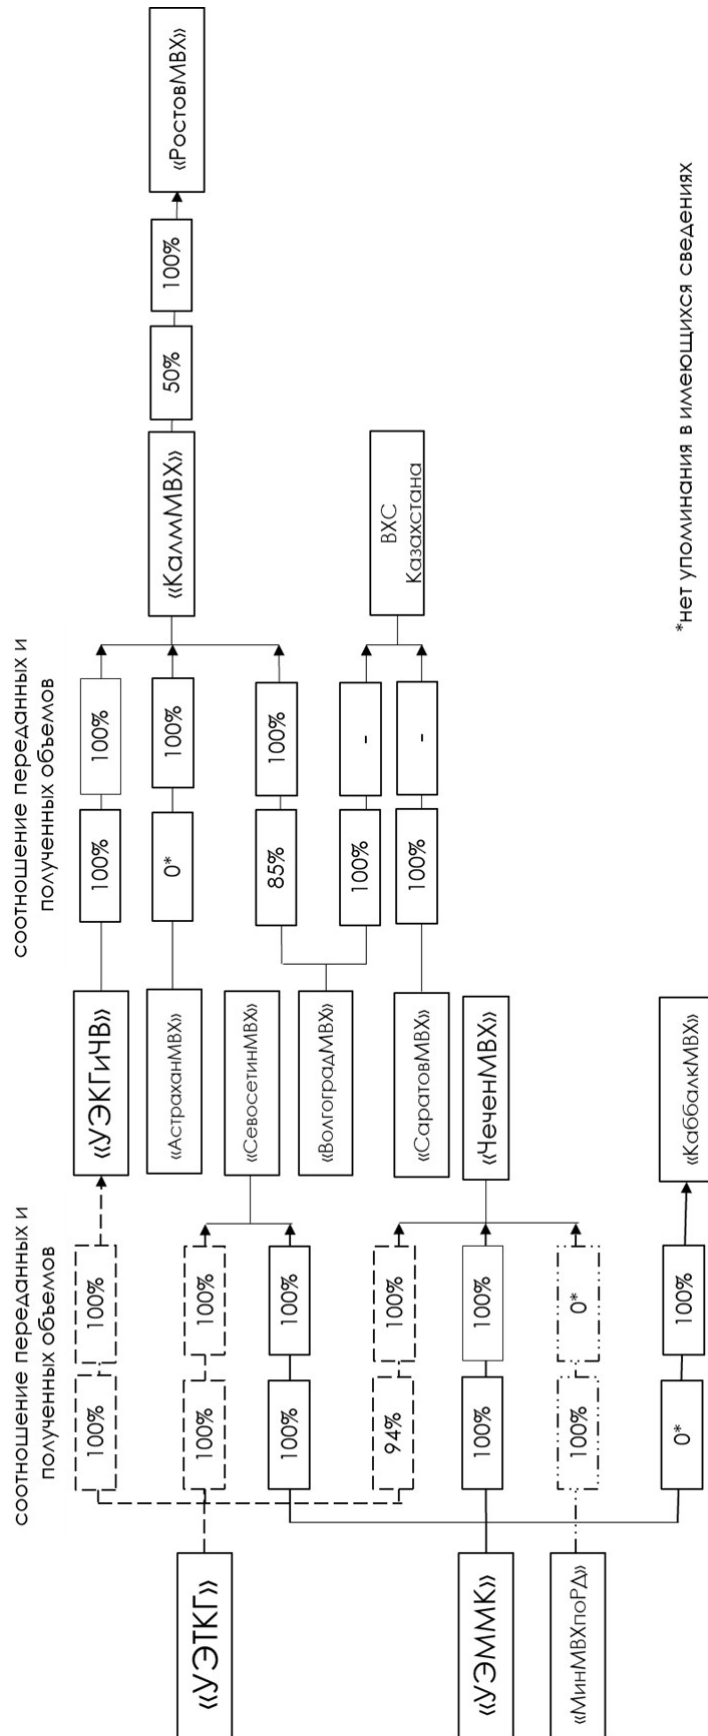 соотношение переданных и
полученных объемов
соотношение переданных и
полученных объемов
100% 100% «УЭКГиЧВ» 100% 100%
«АстраханМВХ» 0* 100% «КалмМВХ» 50% 100% «РостовМВХ»
«УЭТКГ» 100% 100%
«СевосетинМВХ»
100% 100% 85% 100%
«ВолгоградМВХ»
100% -
ВХС
Казахстана
94% 100%
«СаратовМВХ» 100% -
«УЭММК» 100% 100% «ЧеченМВХ»
«МинМВХпоРД» 100% 0*
0* 100% «КаббалкМВХ»
*нет упоминания в имеющихся сведениях